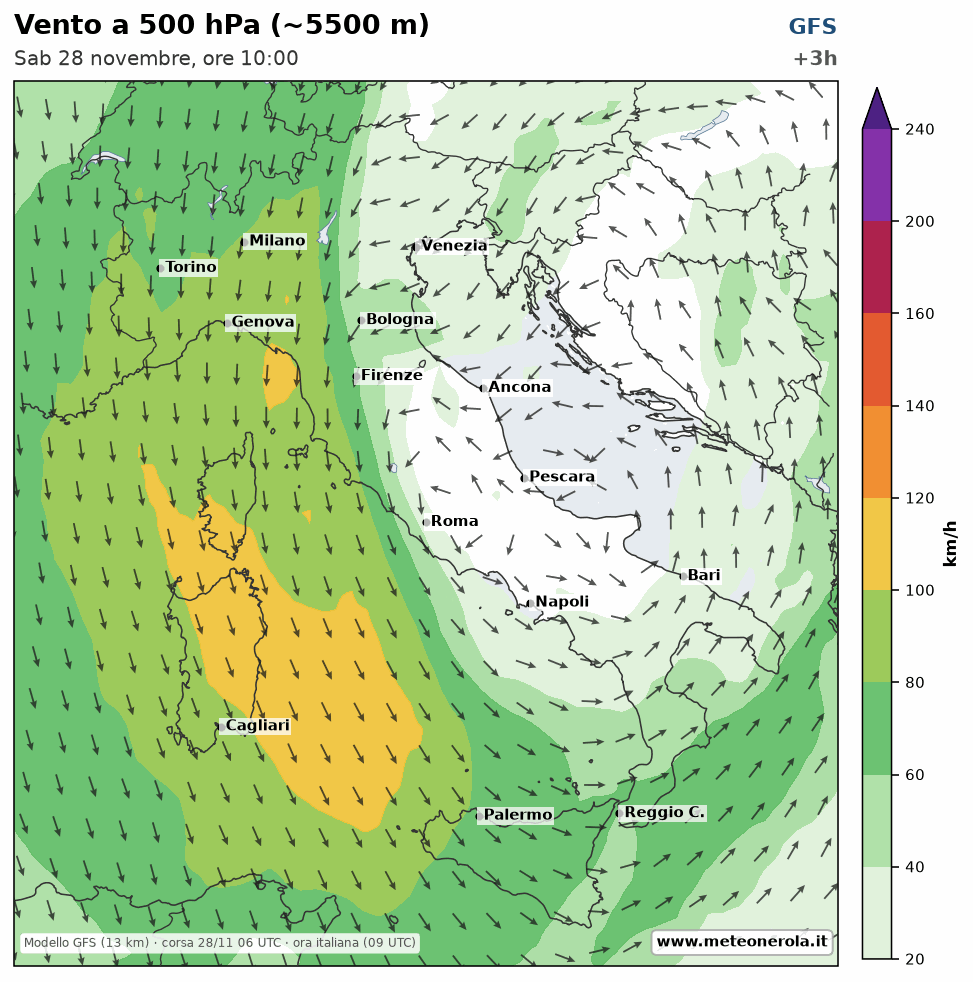 Vento a 500 hPa (~5500 m)
GFS
Sab 28 novembre, ore 10:00
+3h
Milano
Venezia
Torino
Bologna
Genova
Firenze
Ancona
Pescara
Roma
Bari
Napoli
Cagliari
Palermo
Reggio C.
240
200
160
140
120
100
80
60
40
20
km/h
Modello GFS (13 km) · corsa 28/11 06 UTC · ora italiana (09 UTC)
www.meteonerola.it